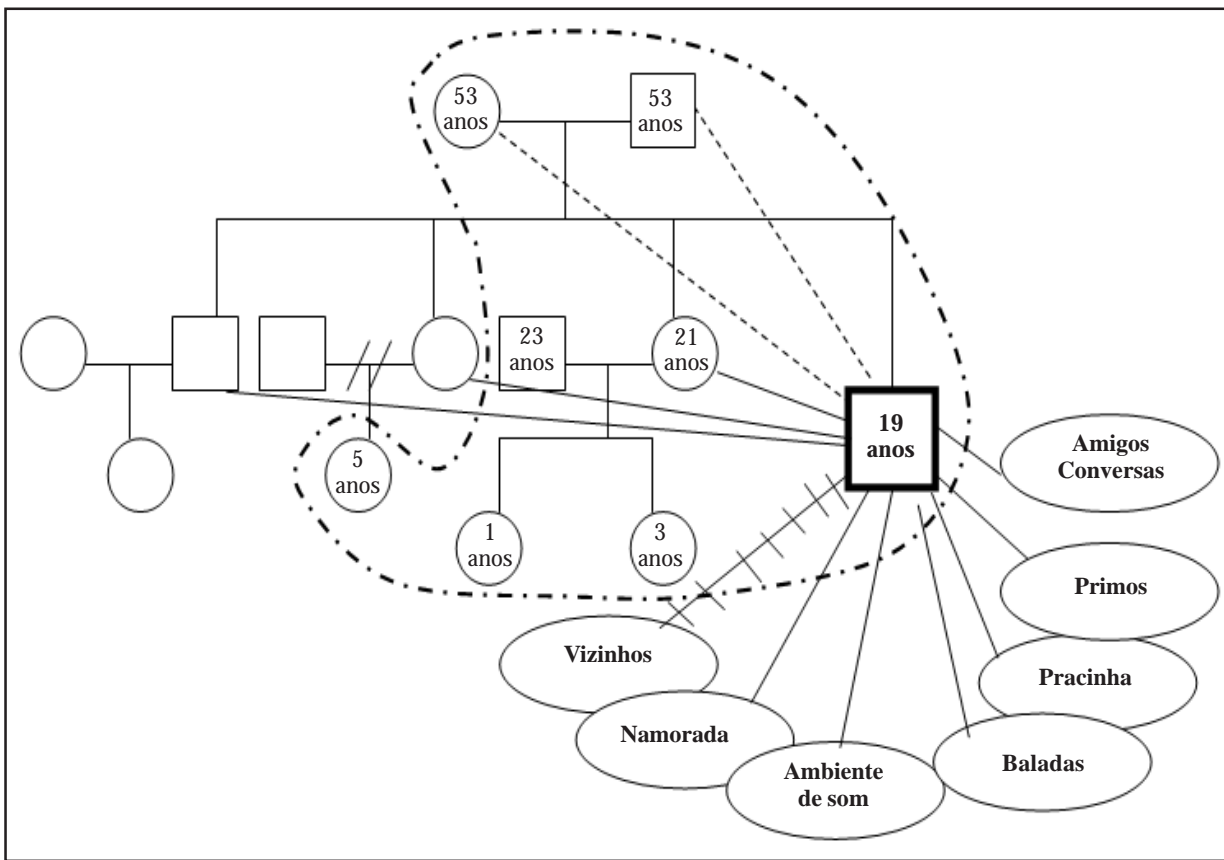 53
anos
53
anos
23
anos
21
anos
19
anos
5
anos
1
anos
3
anos
Amigos
Conversas
Primos
Pracinha
Baladas
Ambiente
de som
Namorada
Vizinhos